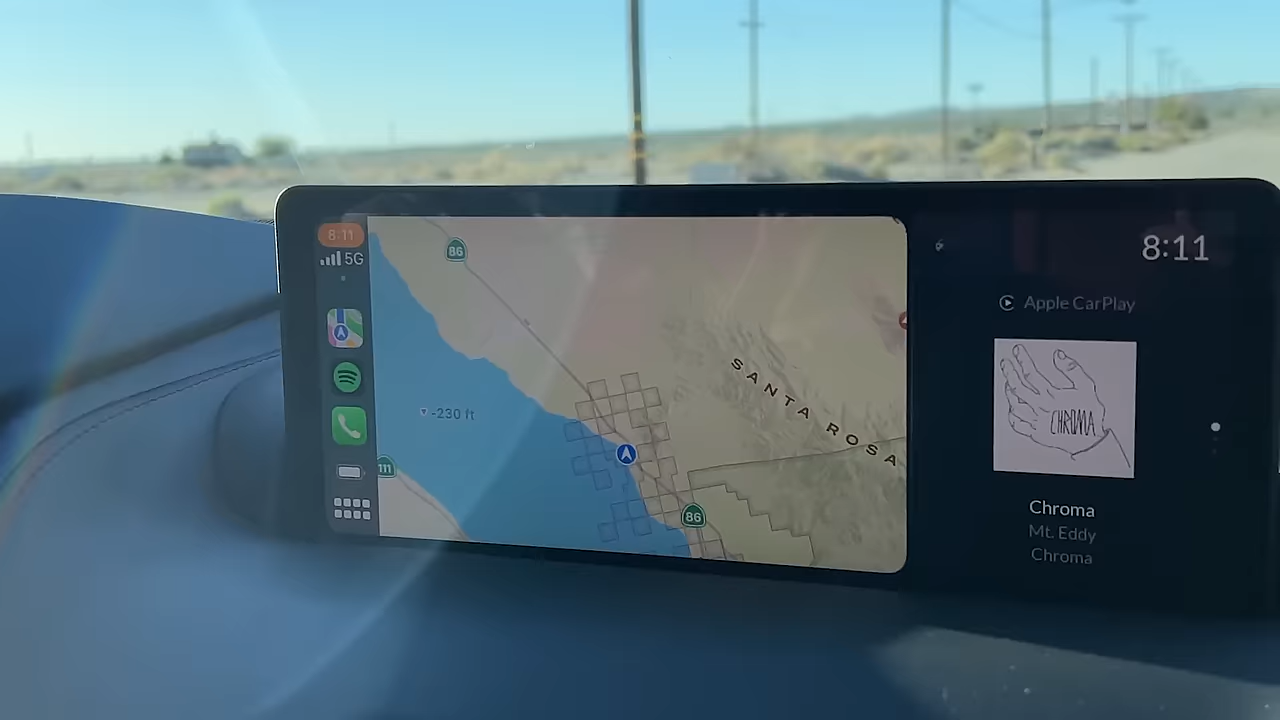 8:11
5G
86
-230 ft
111
SANTA ROSA
86
8:11
Apple CarPlay
CHROMA
Chroma
Mt. Eddy
Chroma